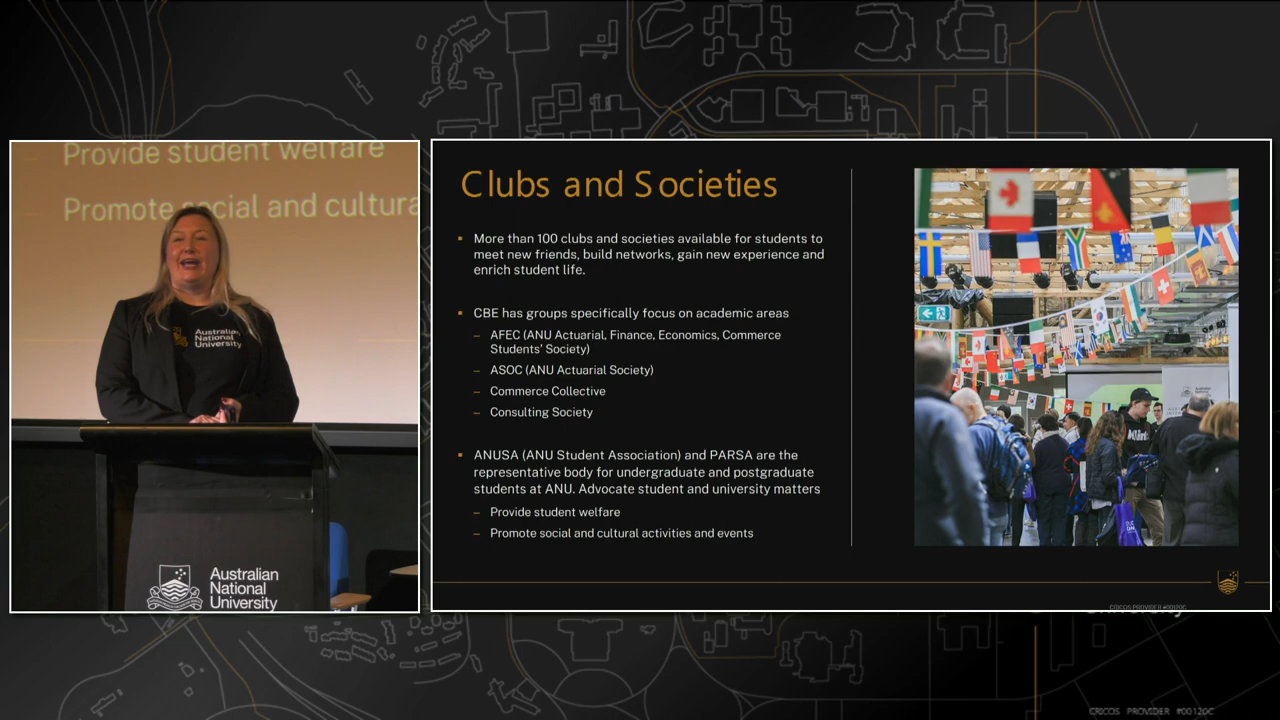 Provide student welfare
Promote social and cultura
Australian
National
University
Australian
National
University
Clubs and Societies
More than 100 clubs and societies available for students to
meet new friends, build networks, gain new experience and
enrich student life.
CBE has groups specifically focus on academic areas
– AFEC (ANU Actuarial, Finance, Economics, Commerce
Students' Society)
– ASOC (ANU Actuarial Society)
– Commerce Collective
– Consulting Society
ANUSA (ANU Student Association) and PARSA are the
representative body for undergraduate and postgraduate
students at ANU. Advocate student and university matters
– Provide student welfare
– Promote social and cultural activities and events
CRICOS PROVIDER #00120C
University
CRICOS PROVIDER #00120C